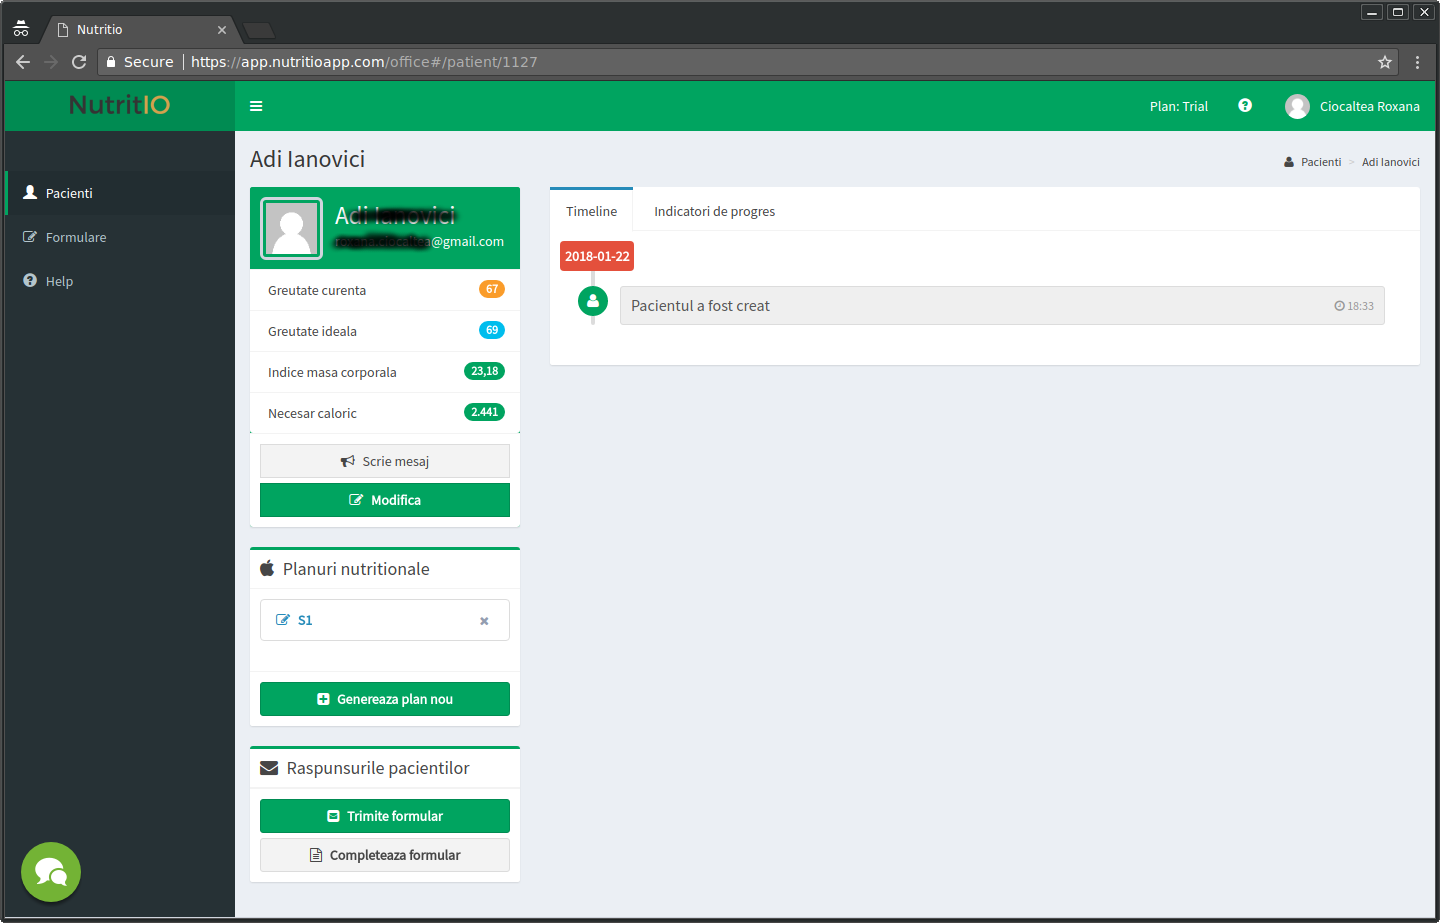 Nutritio
Secure
https://app.nutritioapp.com/office#/patient/1127
NutritIO
Plan: Trial
Ciocaltea Roxana
Adi Ianovici
Pacienti > Adi Ianovici
Pacienti
Formulare
Help
@gmail.com
Greutate curenta 67
Greutate ideala 69
Indice masa corporala 23,18
Necesar caloric 2.441
Scrie mesaj
Modifica
Planuri nutritionale
S1
Genereaza plan nou
Raspunsurile pacientilor
Trimite formular
Completeaza formular
Timeline
Indicatori de progres
2018-01-22
Pacientul a fost creat 18:33